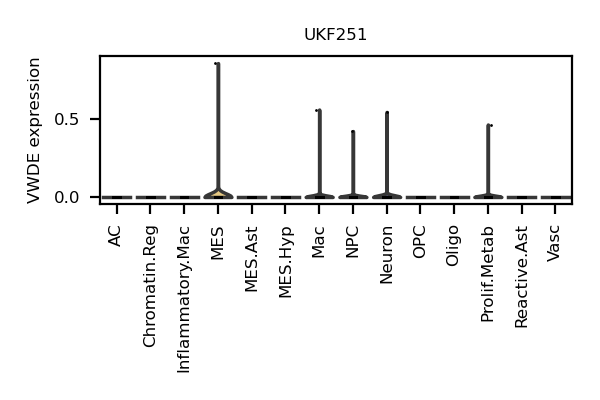 UKF251
VWDE expression
0.5
0.0
AC
Chromatin.Reg
Inflammatory.Mac
MES
MES.Ast
MES.Hyp
Mac
NPC
Neuron
OPC
Oligo
Prolif.Metab
Reactive.Ast
Vasc